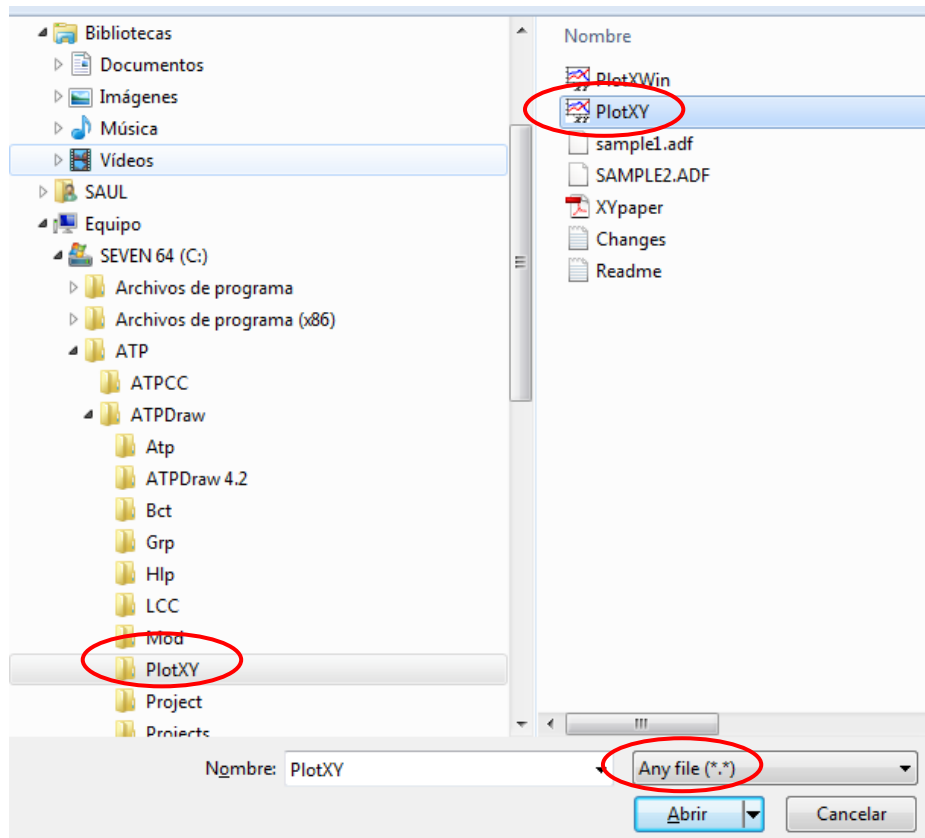 Bibliotecas
Documentos
Imágenes
Música
Vídeos
SAUL
Equipo
SEVEN 64 (C:)
Archivos de programa
Archivos de programa (x86)
ATP
ATPCC
ATPDraw
Atp
ATPDraw 4.2
Bct
Grp
Hlp
LCC
Mod
PlotXY
Project
Projects
Nombre
PlotXWin
PlotXY
sample1.adf
SAMPLE2.ADF
XYpaper
Changes
Readme
Nombre: PlotXY
Any file (*.*)
Abrir
Cancelar